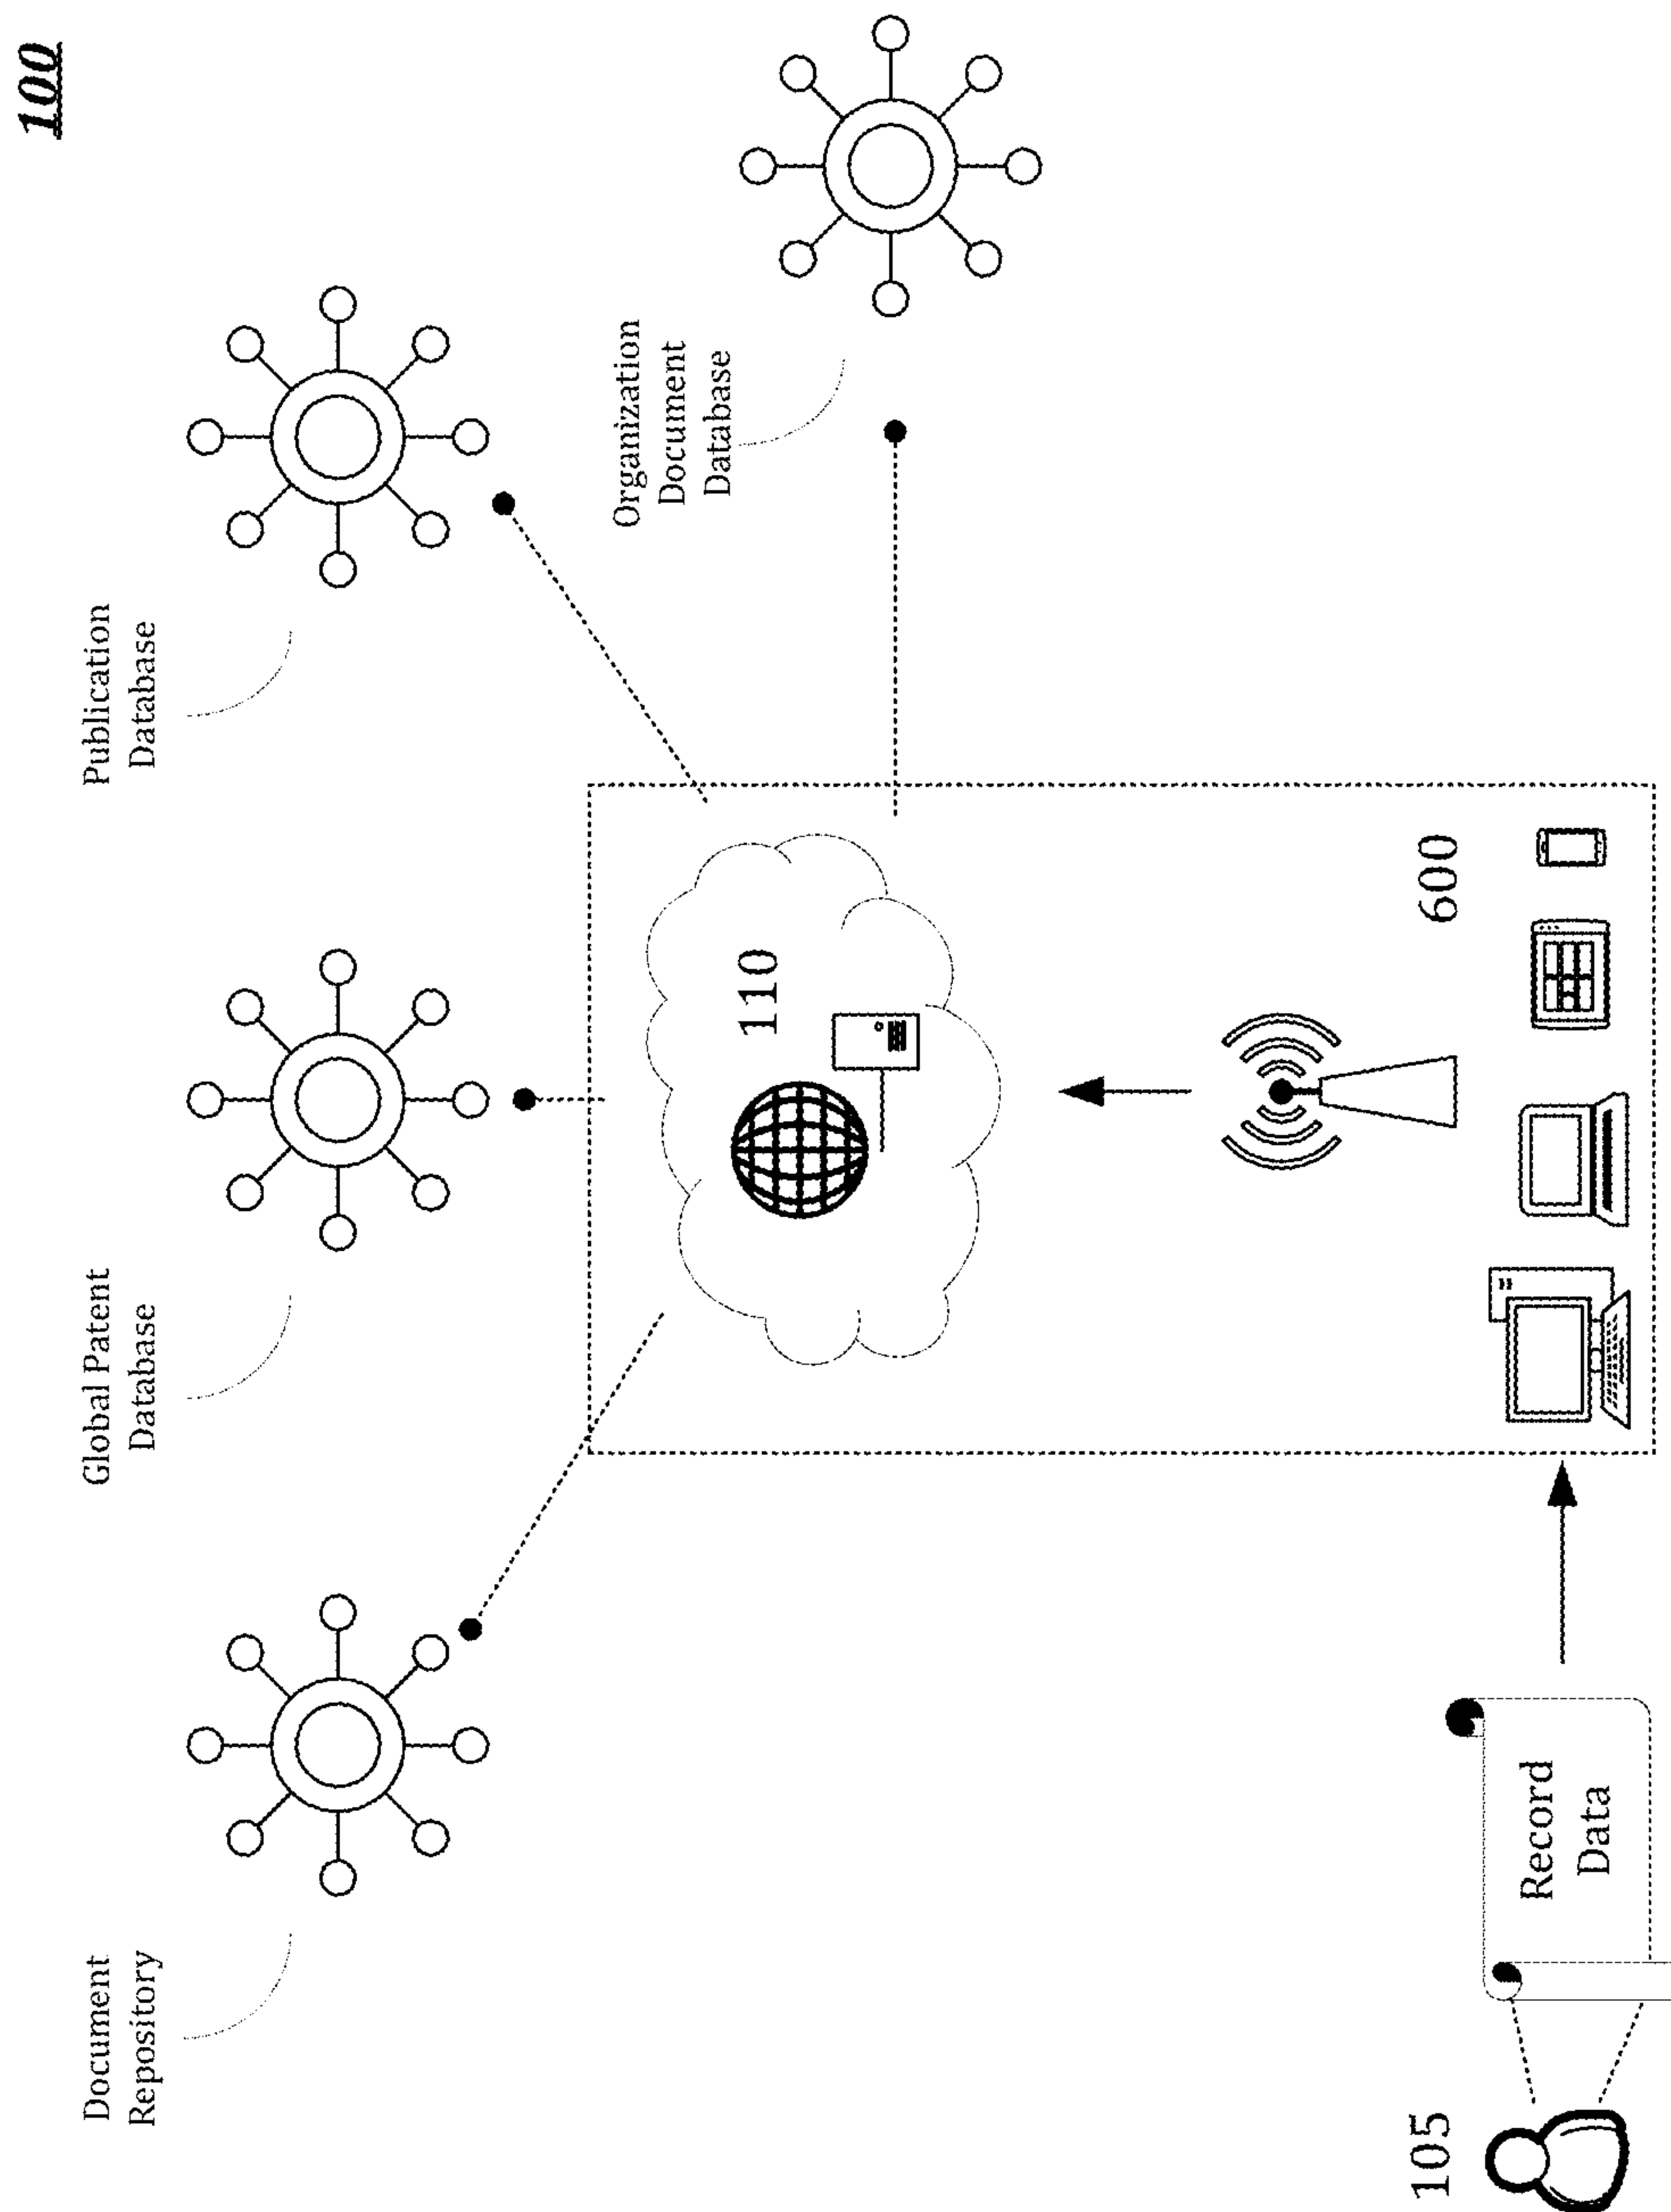 100
Document
Repository
Global Patent
Database
Publication
Database
Organization
Document
Database
110
600
105
Record
Data